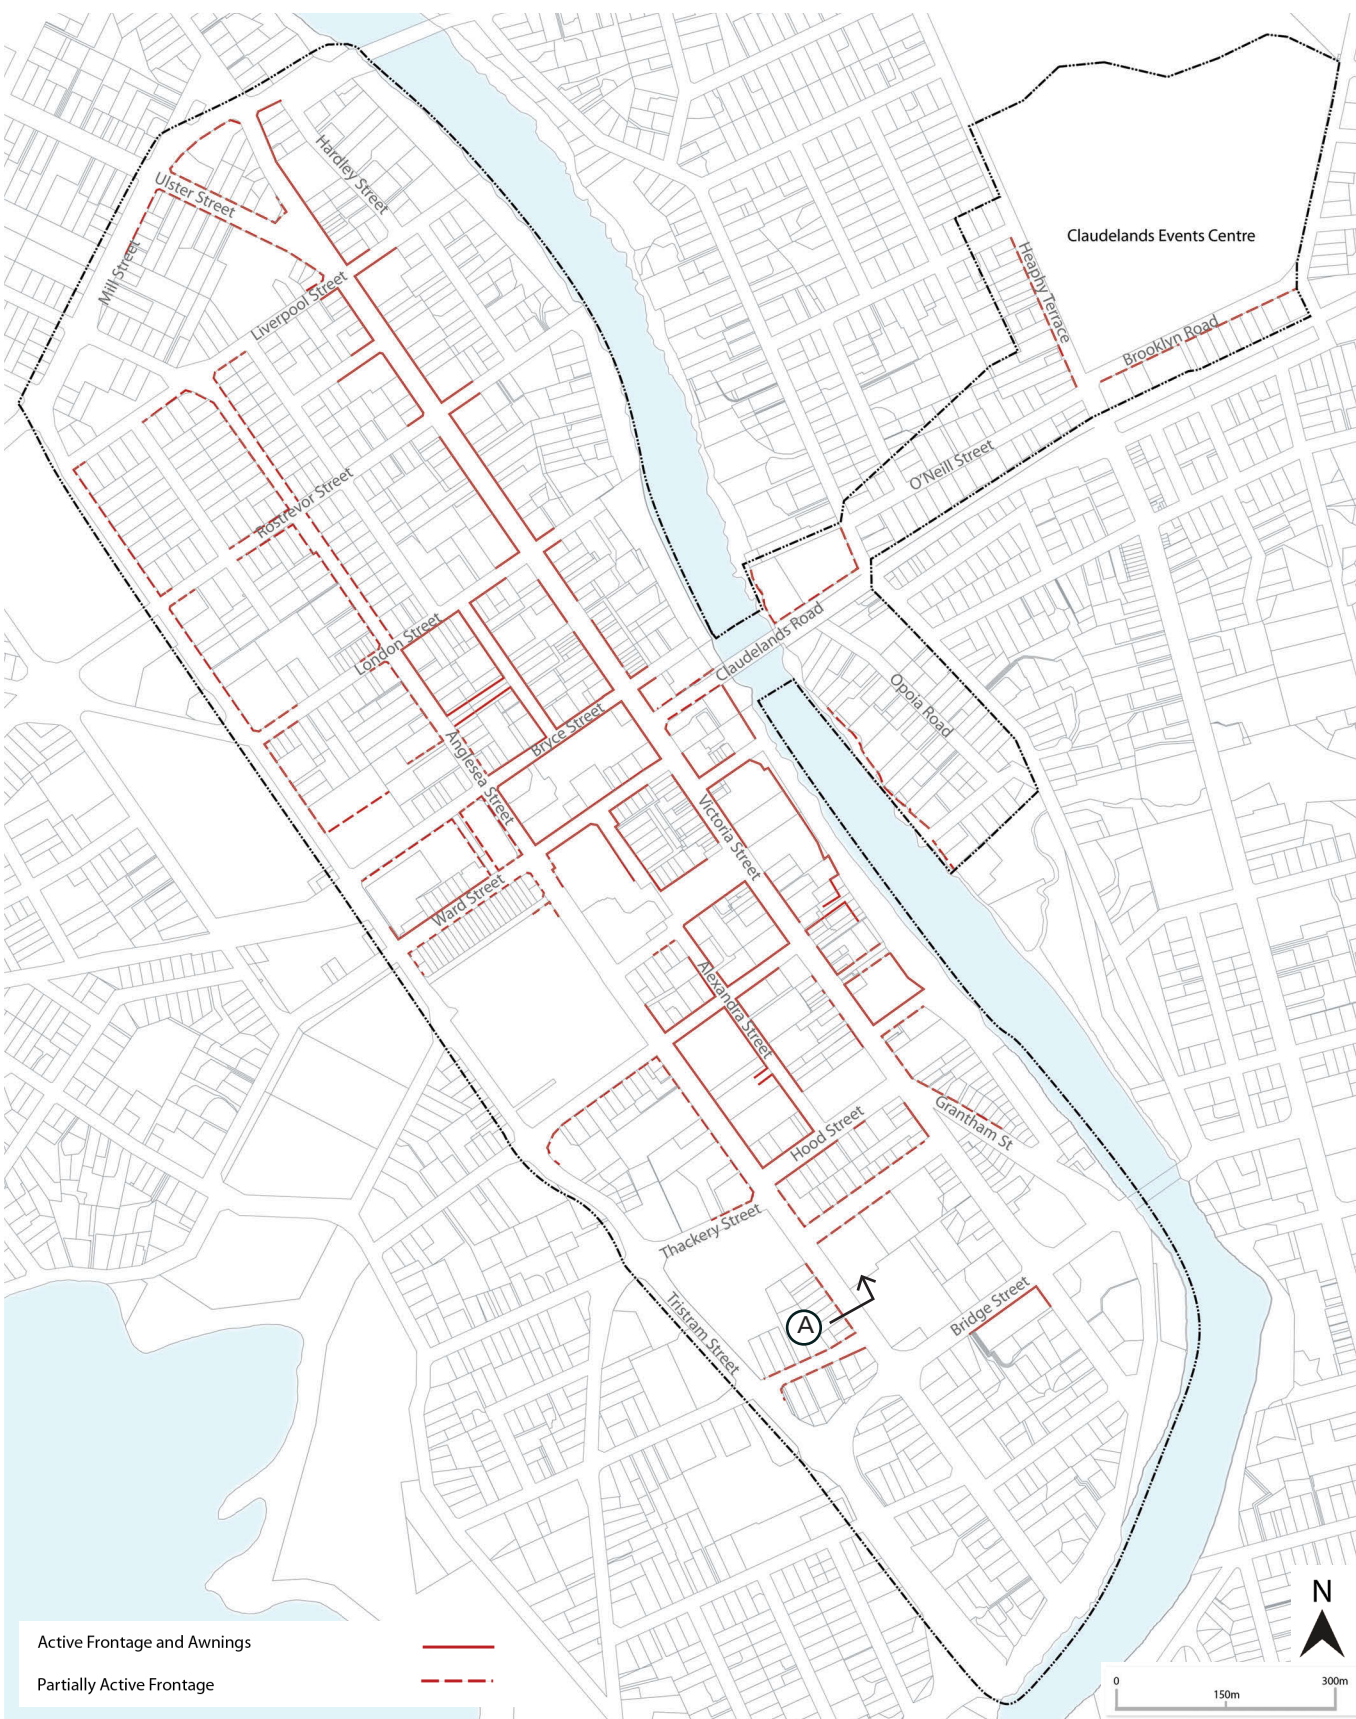 Hardley Street
Ulster Street
Mill Street
Liverpool Street
Claudelands Events Centre
Heaphy Terrace
Brooklyn Road
O'Neill Street
Rostrevor Street
London Street
Claudelands Road
Opoia Road
Bryce Street
Anglesea Street
Victoria Street
Ward Street
Alexandra Street
Hood Street
Grantham St
Thackery Street
Tristram Street
Bridge Street
A
N
Active Frontage and Awnings
Partially Active Frontage
0
150m
300m